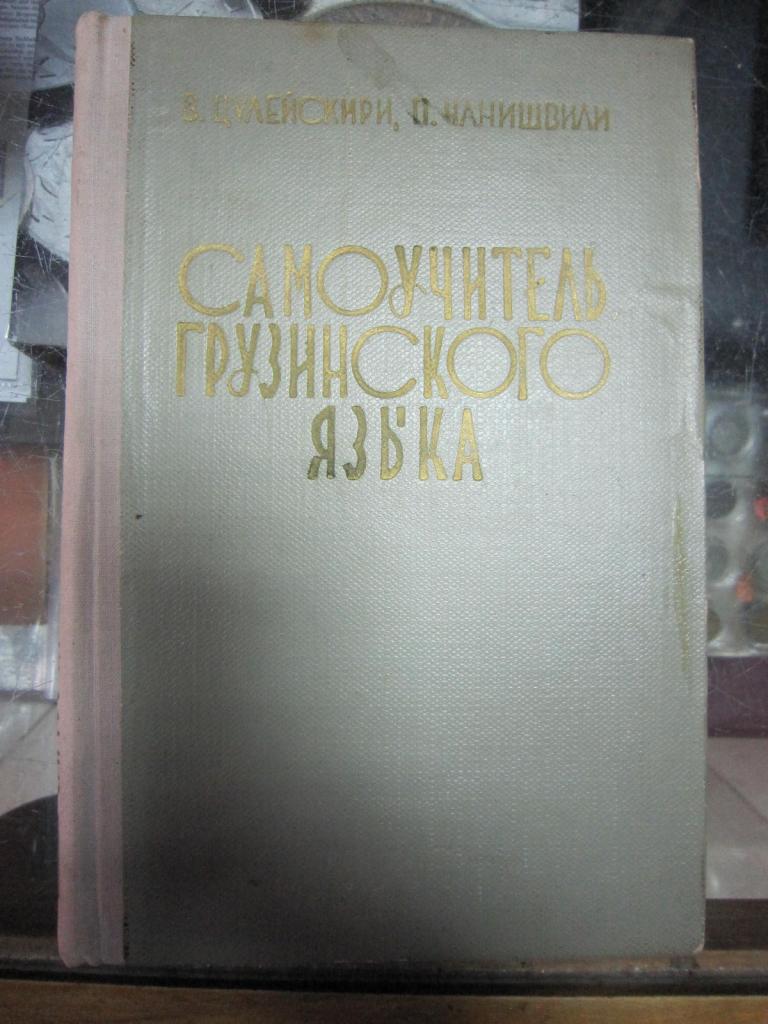 В. ЦУЛЕЙСКИРИ, П. ЧАНИШВИЛИ
САМОУЧИТЕЛЬ
ГРУЗИНСКОГО
ЯЗЫКА